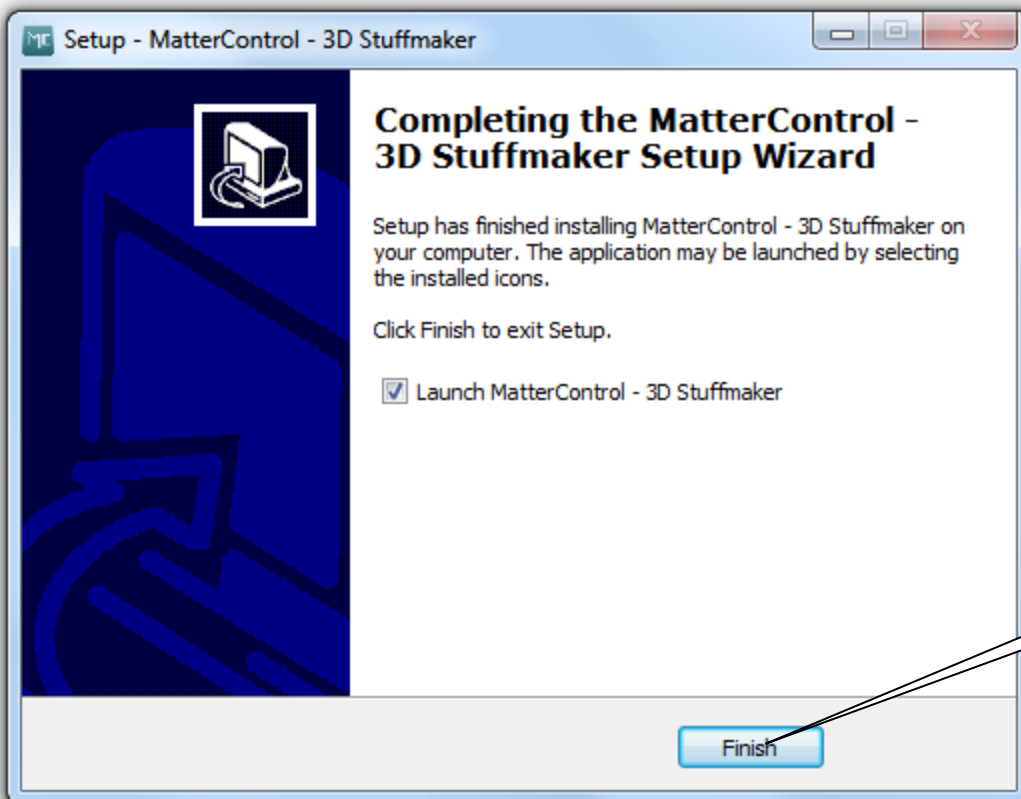 MC Setup - MatterControl - 3D Stuffmaker
Completing the MatterControl -
3D Stuffmaker Setup Wizard
Setup has finished installing MatterControl - 3D Stuffmaker on
your computer. The application may be launched by selecting
the installed icons.
Click Finish to exit Setup.
Launch MatterControl - 3D Stuffmaker
Finish